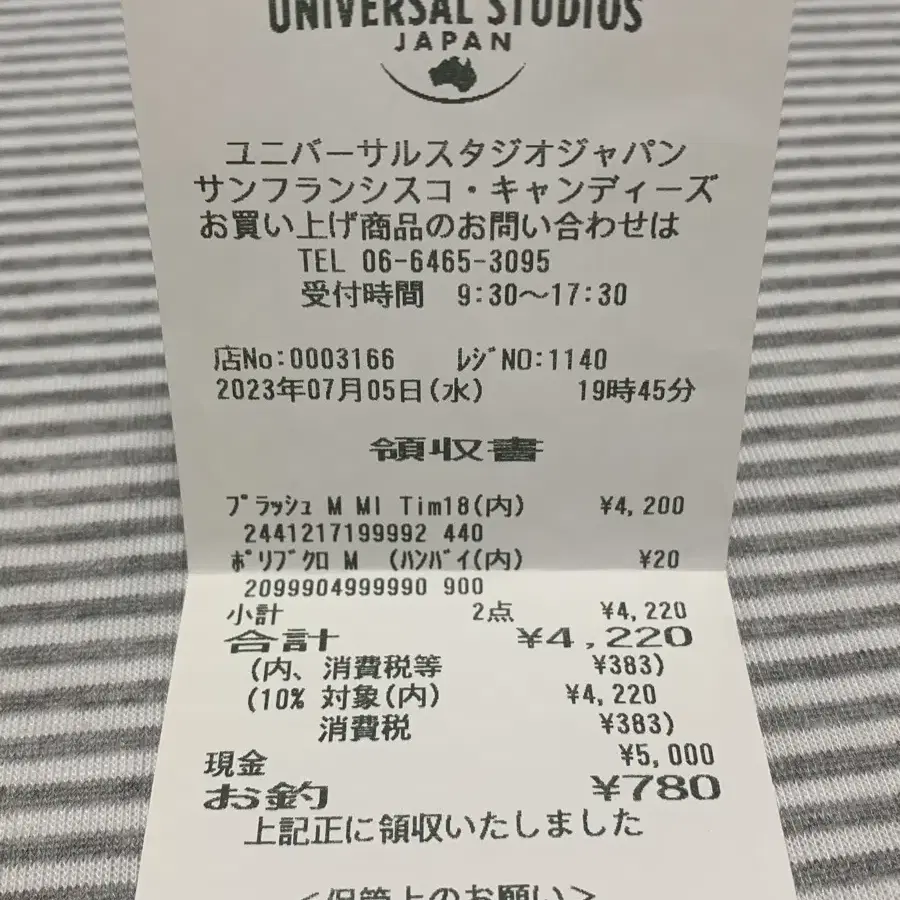 UNIVERSAL STUDIOS
JAPAN
ユニバーサルスタジオジャパン
サンフランシスコ・キャンディーズ
お買い上げ商品のお問い合わせは
TEL 06-6465-3095
受付時間 9:30～17:30
店No:0003166 ﾚｼﾞNO:1140
2023年07月05日(水) 19時45分
領収書
ﾌﾟﾗｯｼｭ M MI Tim18(内) ¥4,200
2441217199992 440
ﾎﾟﾘﾌﾞｸﾛ M (ﾊﾝﾊﾞｲ(内) ¥20
2099904999990 900
小計 2点 ¥4,220
合計 ¥4,220
(内、消費税等 ¥383)
(10% 対象(内) ¥4,220
消費税 ¥383)
現金 ¥5,000
お釣 ¥780
上記正に領収いたしました
<保管上のお願い>